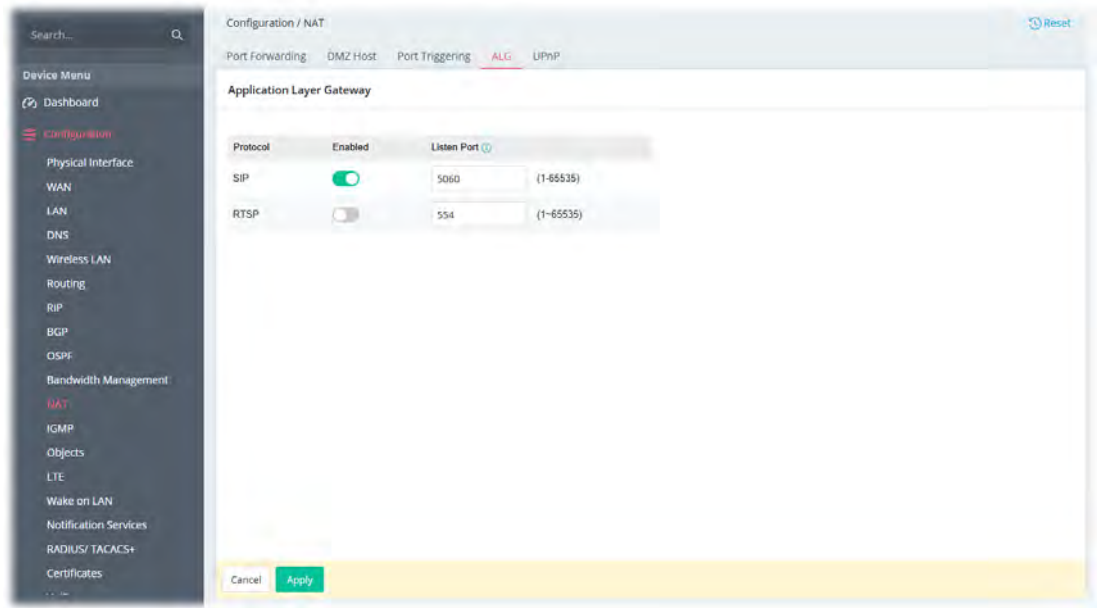 Search...
Device Menu
Dashboard
Configuration
Physical Interface
WAN
LAN
DNS
Wireless LAN
Routing
RIP
BGP
OSPF
Bandwidth Management
NAT
IGMP
Objects
LTE
Wake on LAN
Notification Services
RADIUS/ TACACS+
Certificates
Configuration / NAT
Reset
Port Forwarding DMZ Host Port Triggering ALG UPnP
Application Layer Gateway
Protocol Enabled Listen Port
SIP 5060 (1-65535)
RTSP 554 (1~65535)
Cancel Apply